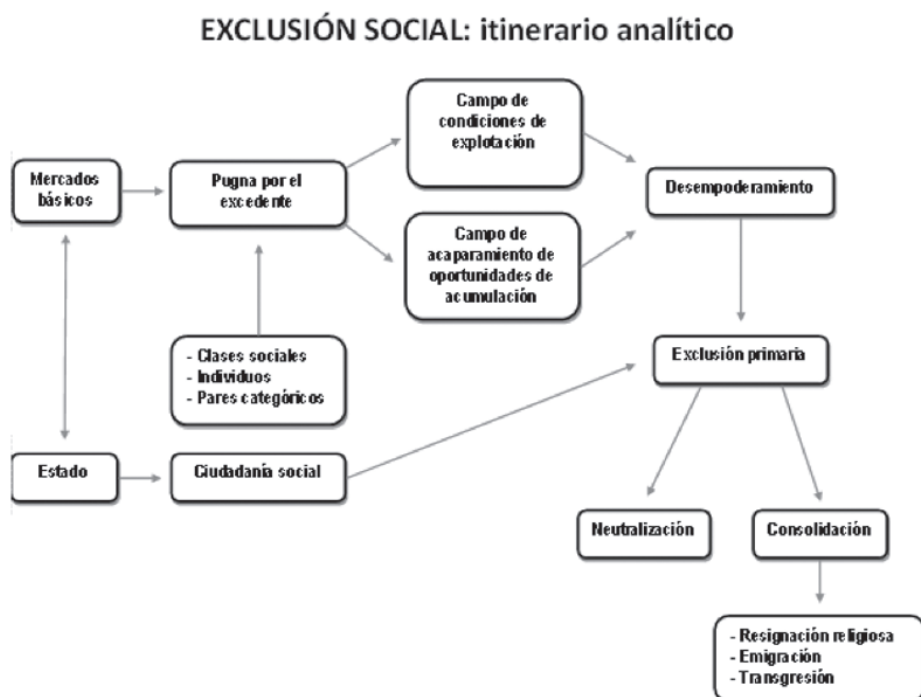 EXCLUSIÓN SOCIAL: itinerario analítico
Campo de
condiciones de
explotación
Mercados
básicos
Pugna por el
excedente
Desempoderamiento
Campo de
acaparamiento de
oportunidades de
acumulación
- Clases sociales
- Individuos
- Pares categóricos
Exclusión primaria
Estado
Ciudadanía social
Neutralización
Consolidación
- Resignación religiosa
- Emigración
- Transgresión